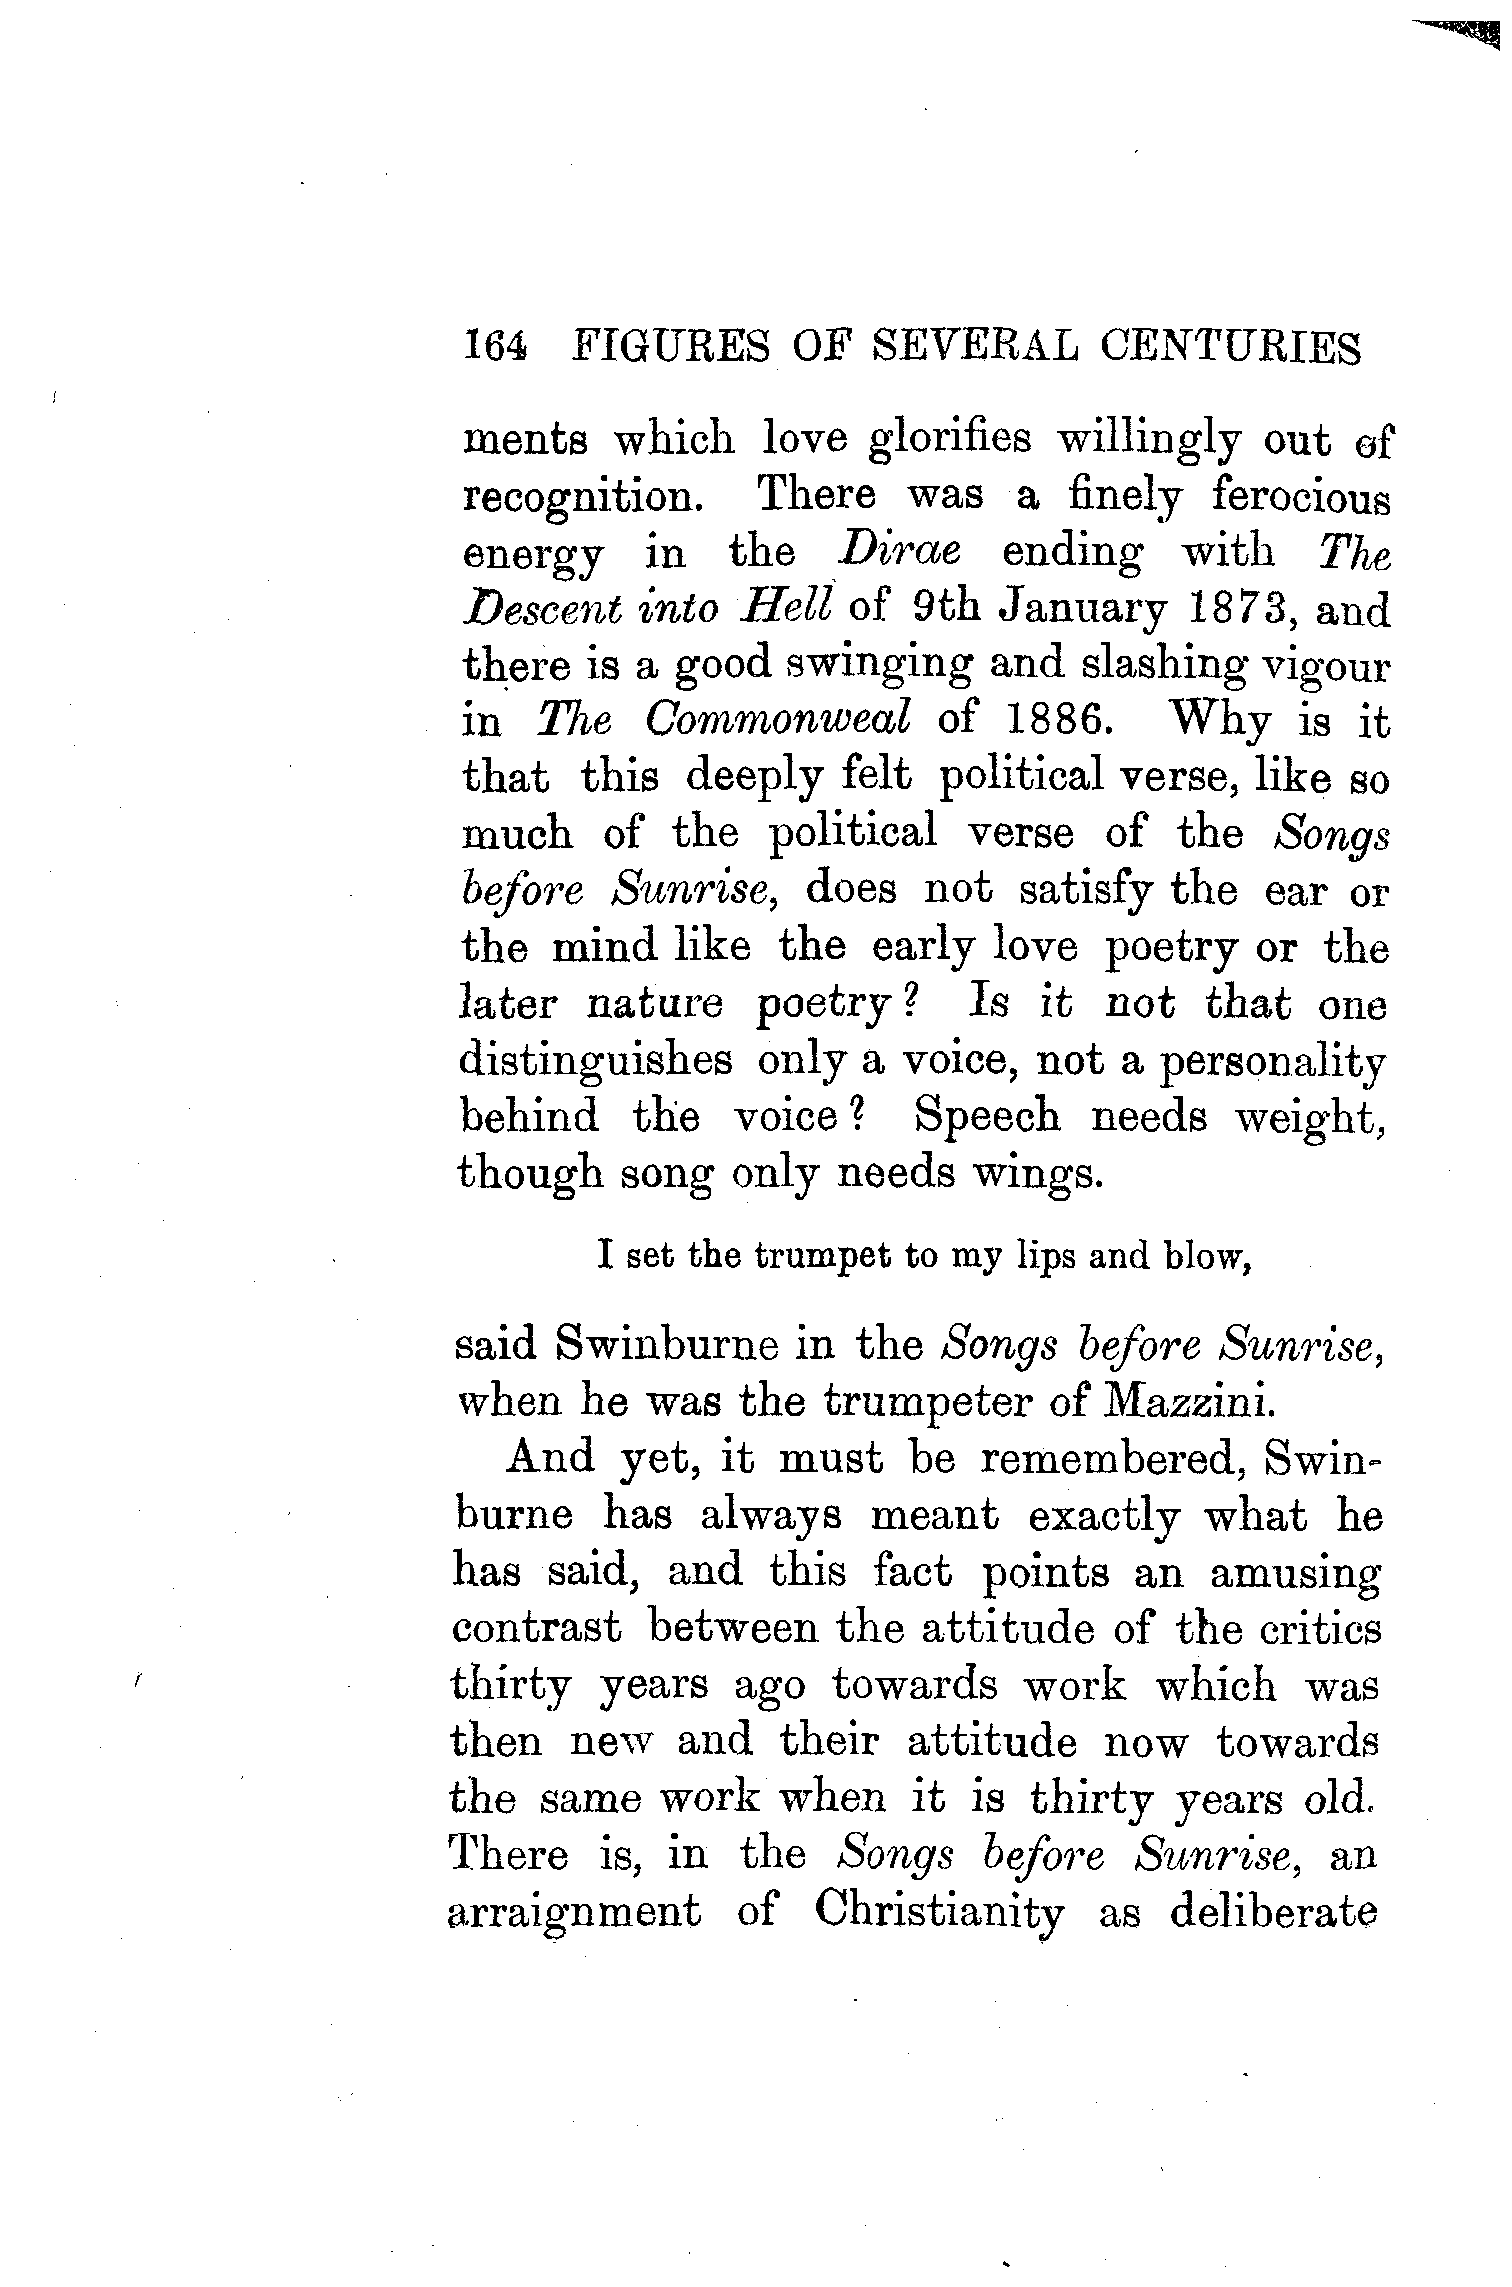 164 FIGURES OF SEVERAL CENTURIES
ments which love glorifies willingly out of
recognition. There was a finely ferocious
energy in the Dirae ending with The
Descent into Hell of 9th January 1873, and
there is a good swinging and slashing vigour
in The Commonweal of 1886. Why is it
that this deeply felt political verse, like so
much of the political verse of the Songs
before Sunrise, does not satisfy the ear or
the mind like the early love poetry or the
later nature poetry? Is it not that one
distinguishes only a voice, not a personality
behind the voice? Speech needs weight,
though song only needs wings.
I set the trumpet to my lips and blow,
said Swinburne in the Songs before Sunrise,
when he was the trumpeter of Mazzini.
And yet, it must be remembered, Swin-
burne has always meant exactly what he
has said, and this fact points an amusing
contrast between the attitude of the critics
thirty years ago towards work which was
then new and their attitude now towards
the same work when it is thirty years old.
There is, in the Songs before Sunrise, an
arraignment of Christianity as deliberate